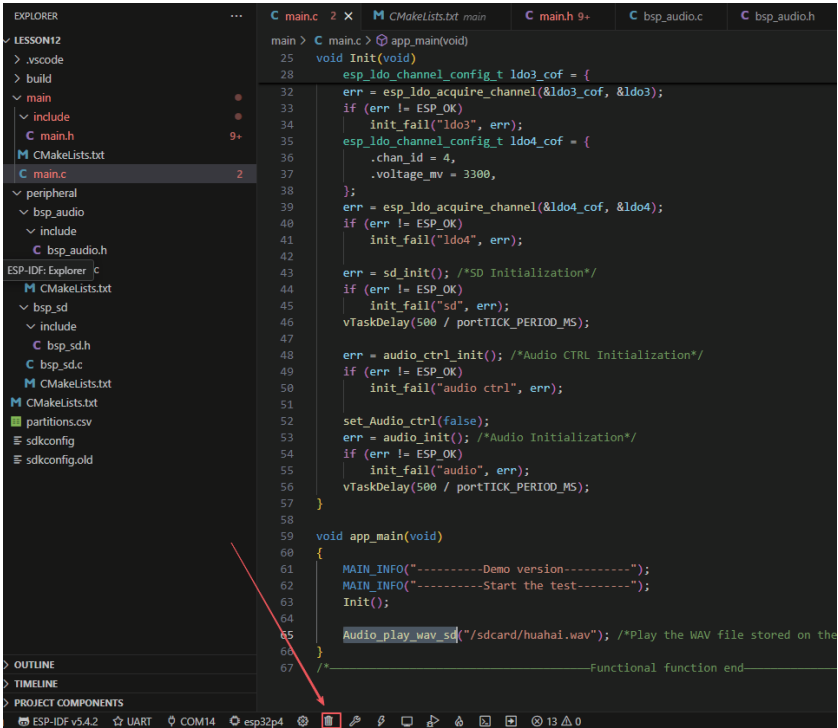 EXPLORER
LESSON12
.vscode
build
main
include
main.h 9+
CMakeLists.txt
main.c 2
peripheral
bsp_audio
include
bsp_audio.h
ESP-IDF: Explorer c
CMakeLists.txt
bsp_sd
include
bsp_sd.h
bsp_sd.c
CMakeLists.txt
CMakeLists.txt
partitions.csv
sdkconfig
sdkconfig.old
OUTLINE
TIMELINE
PROJECT COMPONENTS
main.c 2 CMakeLists.txt main main.h 9+ bsp_audio.c bsp_audio.h
main > C main.c > app_main(void)
25 void Init(void)
28 esp_ldo_channel_config_t ldo3_cof = {
32 err = esp_ldo_acquire_channel(&ldo3_cof, &ldo3);
33 if (err != ESP_OK)
34 init_fail("ldo3", err);
35 esp_ldo_channel_config_t ldo4_cof = {
36 .chan_id = 4,
37 .voltage_mv = 3300,
38 };
39 err = esp_ldo_acquire_channel(&ldo4_cof, &ldo4);
40 if (err != ESP_OK)
41 init_fail("ldo4", err);
42
43 err = sd_init(); /*SD Initialization*/
44 if (err != ESP_OK)
45 init_fail("sd", err);
46 vTaskDelay(500 / portTICK_PERIOD_MS);
47
48 err = audio_ctrl_init(); /*Audio CTRL Initialization*/
49 if (err != ESP_OK)
50 init_fail("audio ctrl", err);
51
52 set_Audio_ctrl(false);
53 err = audio_init(); /*Audio Initialization*/
54 if (err != ESP_OK)
55 init_fail("audio", err);
56 vTaskDelay(500 / portTICK_PERIOD_MS);
57 }
58
59 void app_main(void)
60 {
61 MAIN_INFO("----------Demo version----------");
62 MAIN_INFO("----------Start the test--------");
63 Init();
64
65 Audio_play_wav_sd("/sdcard/huahai.wav"); /*Play the WAV file stored on the
66 }
67 /*————————————————Functional function end————————
ESP-IDF v5.4.2 UART COM14 esp32p4 13 0